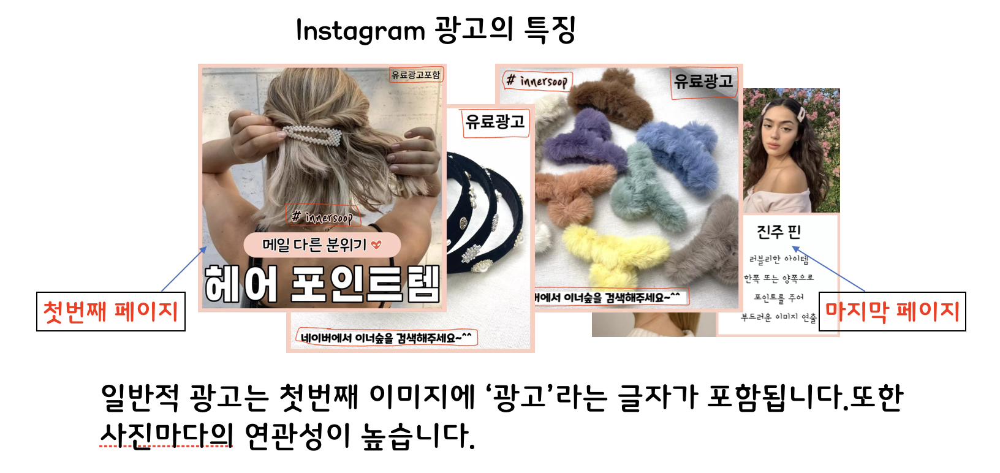 Instagram 광고의 특징
유료광고포함
# innersoop
메일 다른 분위기
헤어 포인트템
유료광고
네이버에서 이너숲을 검색해주세요~^^
# innersoop
유료광고
버에서 이너숲을 검색해주세요~^^
진주 핀
러블리한 아이템
한쪽 또는 양쪽으로
포인트를 주어
부드러운 이미지 연출
첫번째 페이지
마지막 페이지
일반적 광고는 첫번째 이미지에 ‘광고’라는 글자가 포함됩니다.또한
사진마다의 연관성이 높습니다.